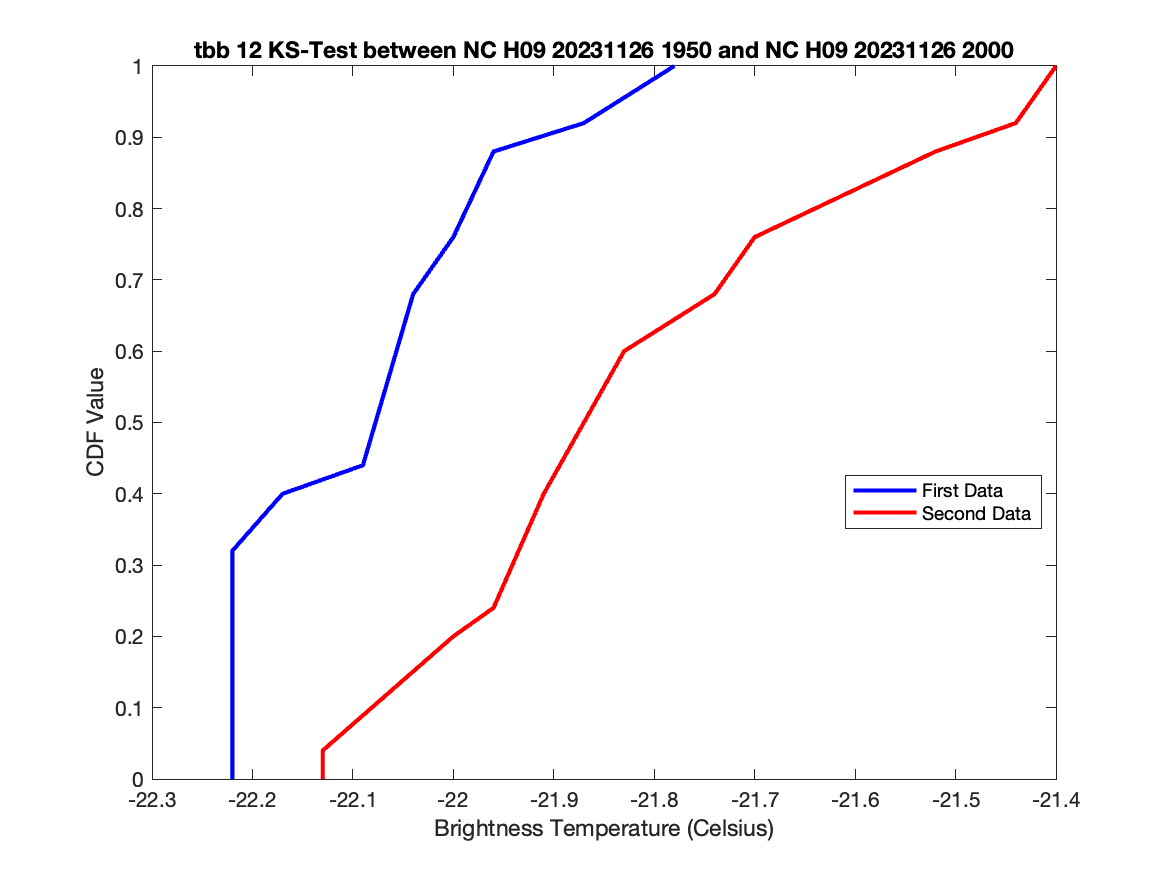 tbb 12 KS-Test between NC H09 20231126 1950 and NC H09 20231126 2000
1
0.9
0.8
0.7
0.6
0.5
0.4
0.3
0.2
0.1
0
CDF Value
First Data
Second Data
-22.3 -22.2 -22.1 -22 -21.9 -21.8 -21.7 -21.6 -21.5 -21.4
Brightness Temperature (Celsius)